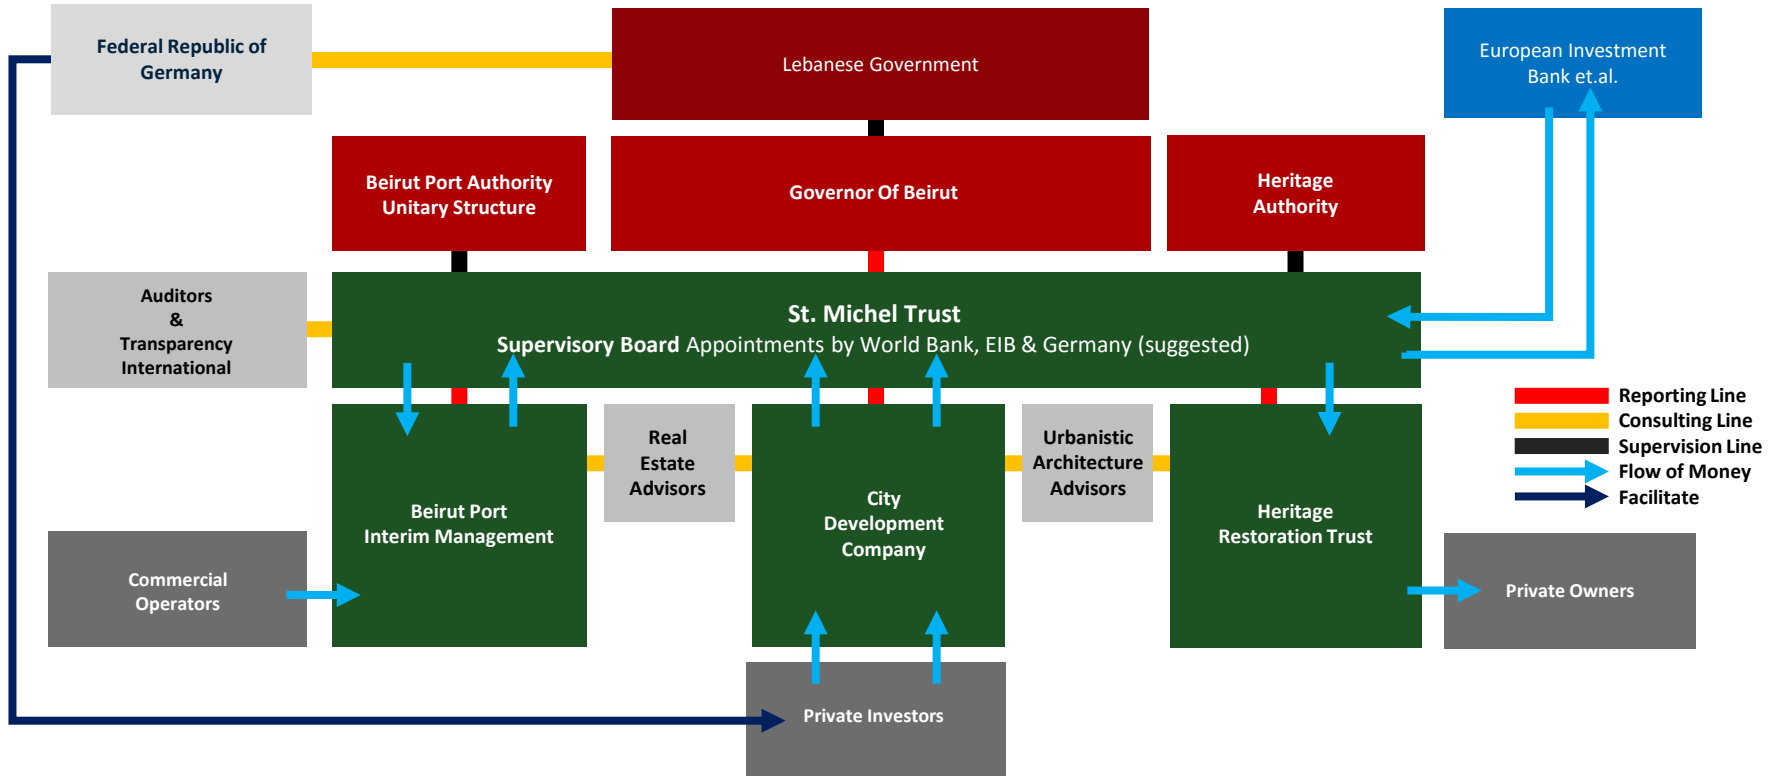 Federal Republic of
Germany
Lebanese Government
European Investment
Bank et.al.
Beirut Port Authority
Unitary Structure
Governor Of Beirut
Heritage
Authority
Auditors
&
Transparency
International
St. Michel Trust
Supervisory Board Appointments by World Bank, EIB & Germany (suggested)
Reporting Line
Consulting Line
Supervision Line
Flow of Money
Facilitate
Real
Estate
Advisors
Urbanistic
Architecture
Advisors
Beirut Port
Interim Management
City
Development
Company
Heritage
Restoration Trust
Commercial
Operators
Private Owners
Private Investors